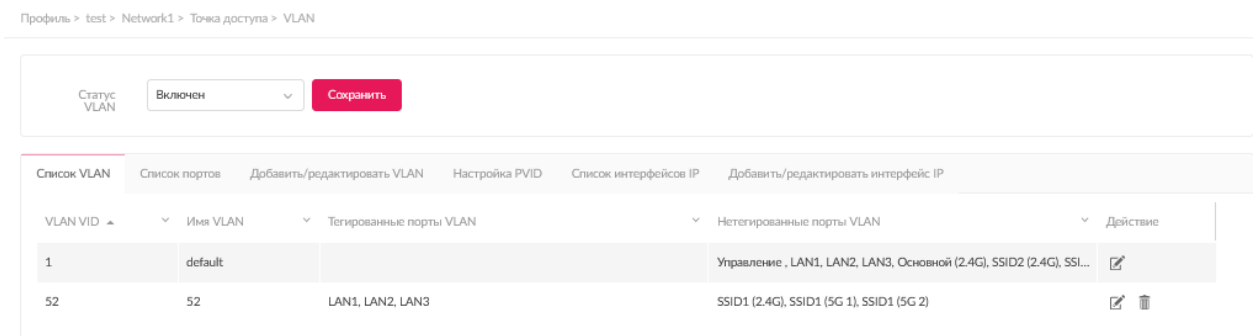 Профиль > test > Network1 > Точка доступа > VLAN
Статус VLAN
Включен
Сохранить
Список VLAN Список портов Добавить/редактировать VLAN Настройка PVID Список интерфейсов IP Добавить/редактировать интерфейс IP
VLAN VID Имя VLAN Тегированные порты VLAN Нетегированные порты VLAN Действие
1 default Управление , LAN1, LAN2, LAN3, Основной (2.4G), SSID2 (2.4G), SSI...
52 52 LAN1, LAN2, LAN3 SSID1 (2.4G), SSID1 (5G 1), SSID1 (5G 2)